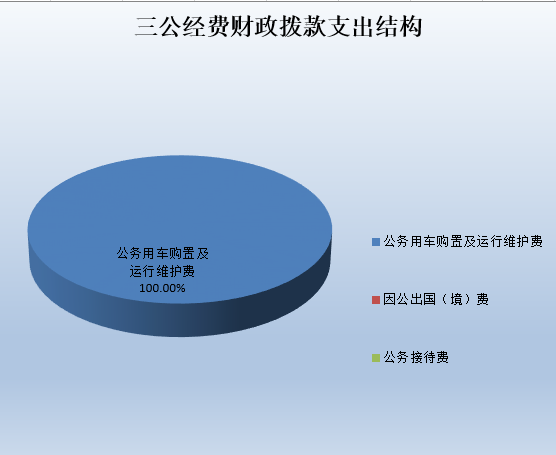 三公经费财政拨款支出结构
公务用车购置及
运行维护费
100.00%
公务用车购置及运行维护费
因公出国（境）费
公务接待费